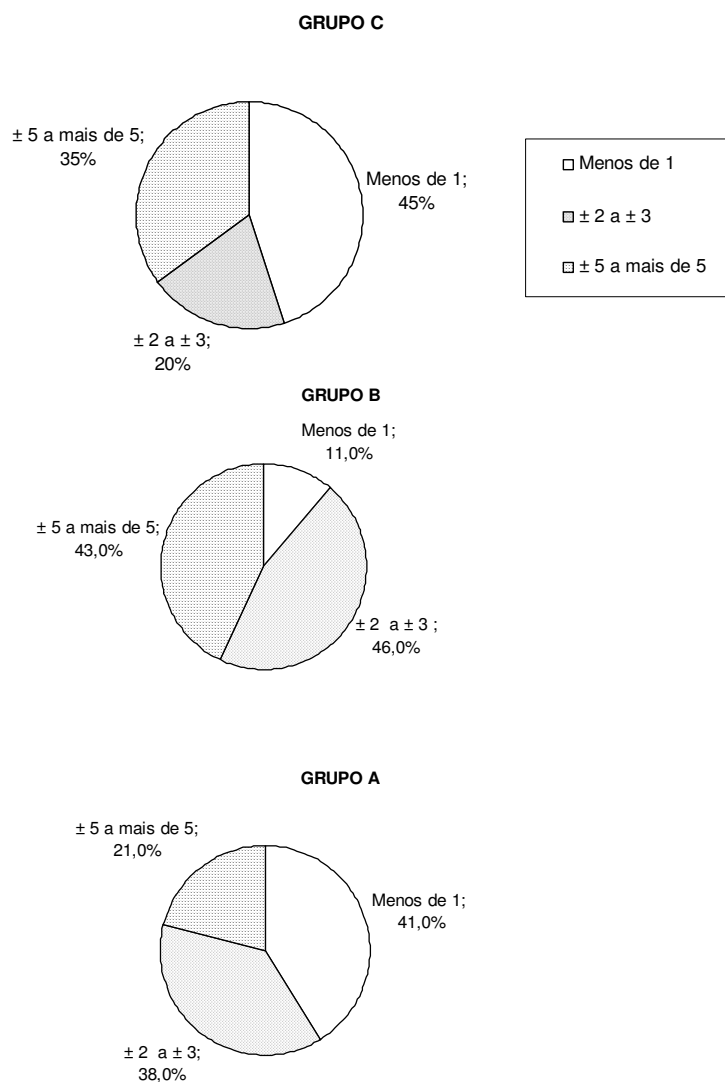 GRUPO C
± 5 a mais de 5;
35%
Menos de 1;
45%
± 2 a ± 3;
20%
Menos de 1
± 2 a ± 3
± 5 a mais de 5
GRUPO B
Menos de 1;
11,0%
± 5 a mais de 5;
43,0%
± 2 a ± 3 ;
46,0%
GRUPO A
± 5 a mais de 5;
21,0%
Menos de 1;
41,0%
± 2 a ± 3;
38,0%